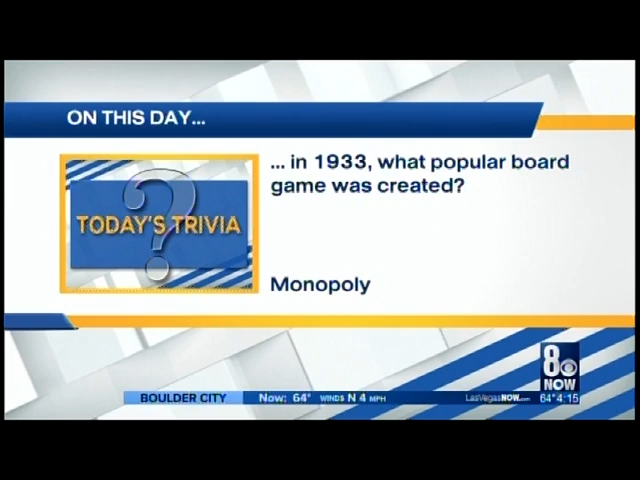 ON THIS DAY...
... in 1933, what popular board
game was created?
?
TODAY'S TRIVIA
Monopoly
8
NOW
BOULDER CITY Now: 64° WINDS N 4 MPH LasVegasNOW.com 64° 4:15